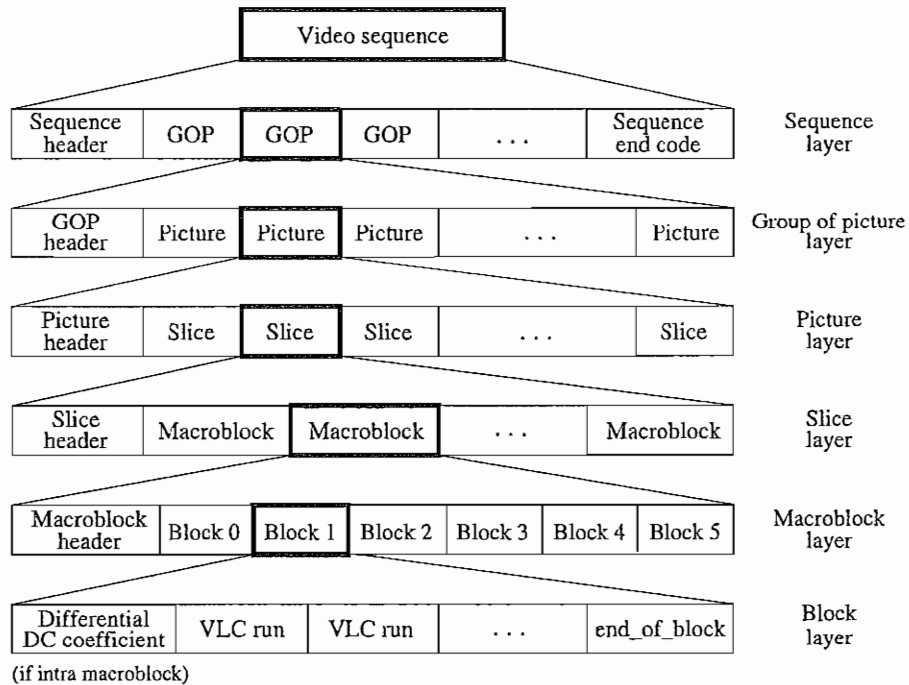 Video sequence
Sequence header GOP GOP GOP . . . Sequence end code Sequence layer
GOP header Picture Picture Picture . . . Picture Group of picture layer
Picture header Slice Slice Slice . . . Slice Picture layer
Slice header Macroblock Macroblock . . . Macroblock Slice layer
Macroblock header Block 0 Block 1 Block 2 Block 3 Block 4 Block 5 Macroblock layer
Differential DC coefficient VLC run VLC run . . . end_of_block Block layer
(if intra macroblock)